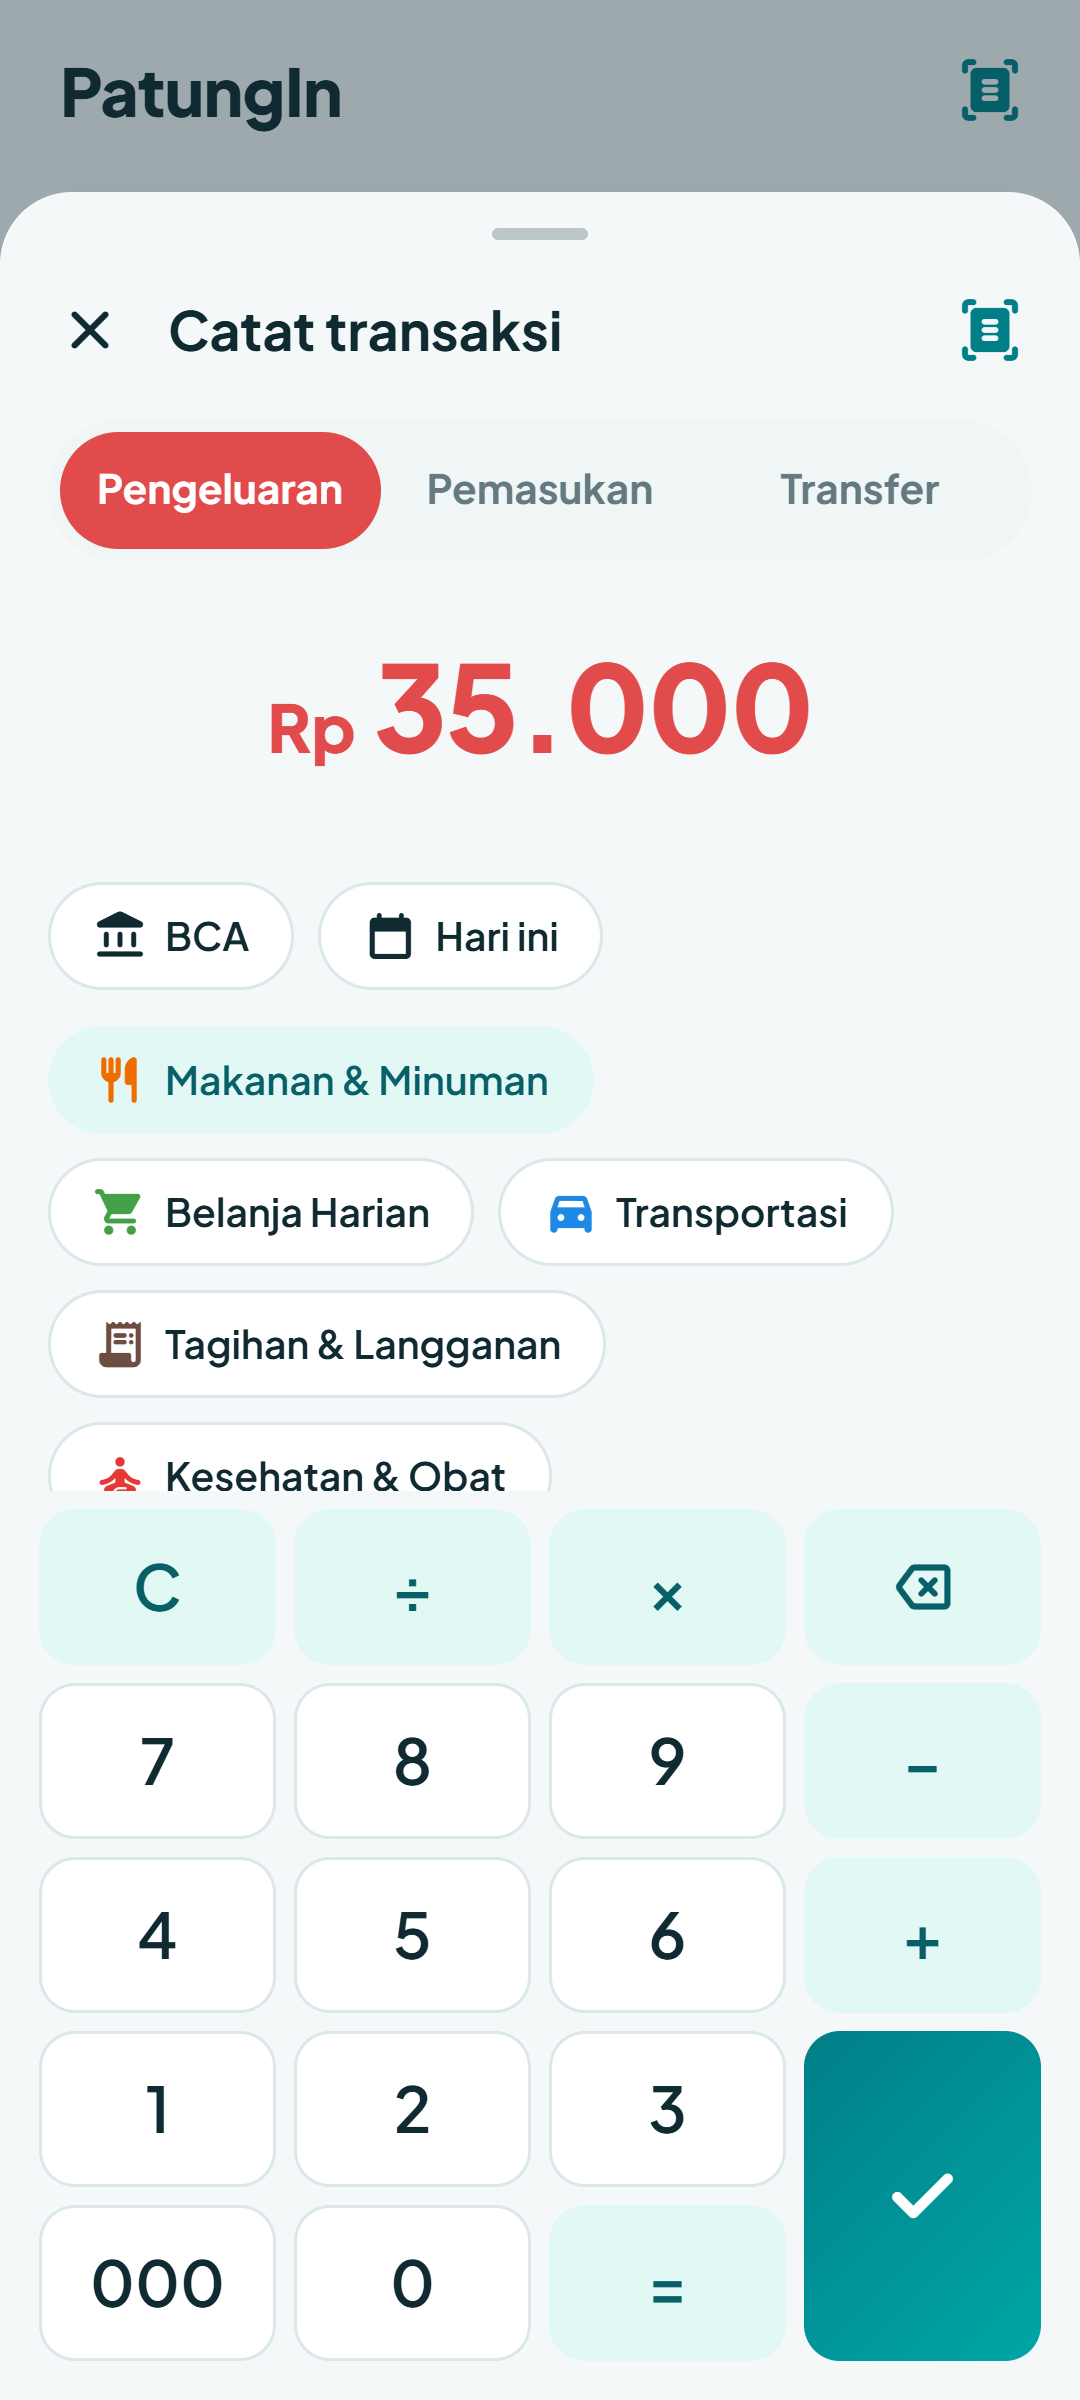 PatungIn
Catat transaksi
Pengeluaran Pemasukan Transfer
Rp 35.000
BCA Hari ini
Makanan & Minuman
Belanja Harian Transportasi
Tagihan & Langganan
Kesehatan & Obat
C ÷ ×
7 8 9 −
4 5 6 +
1 2 3
000 0 =